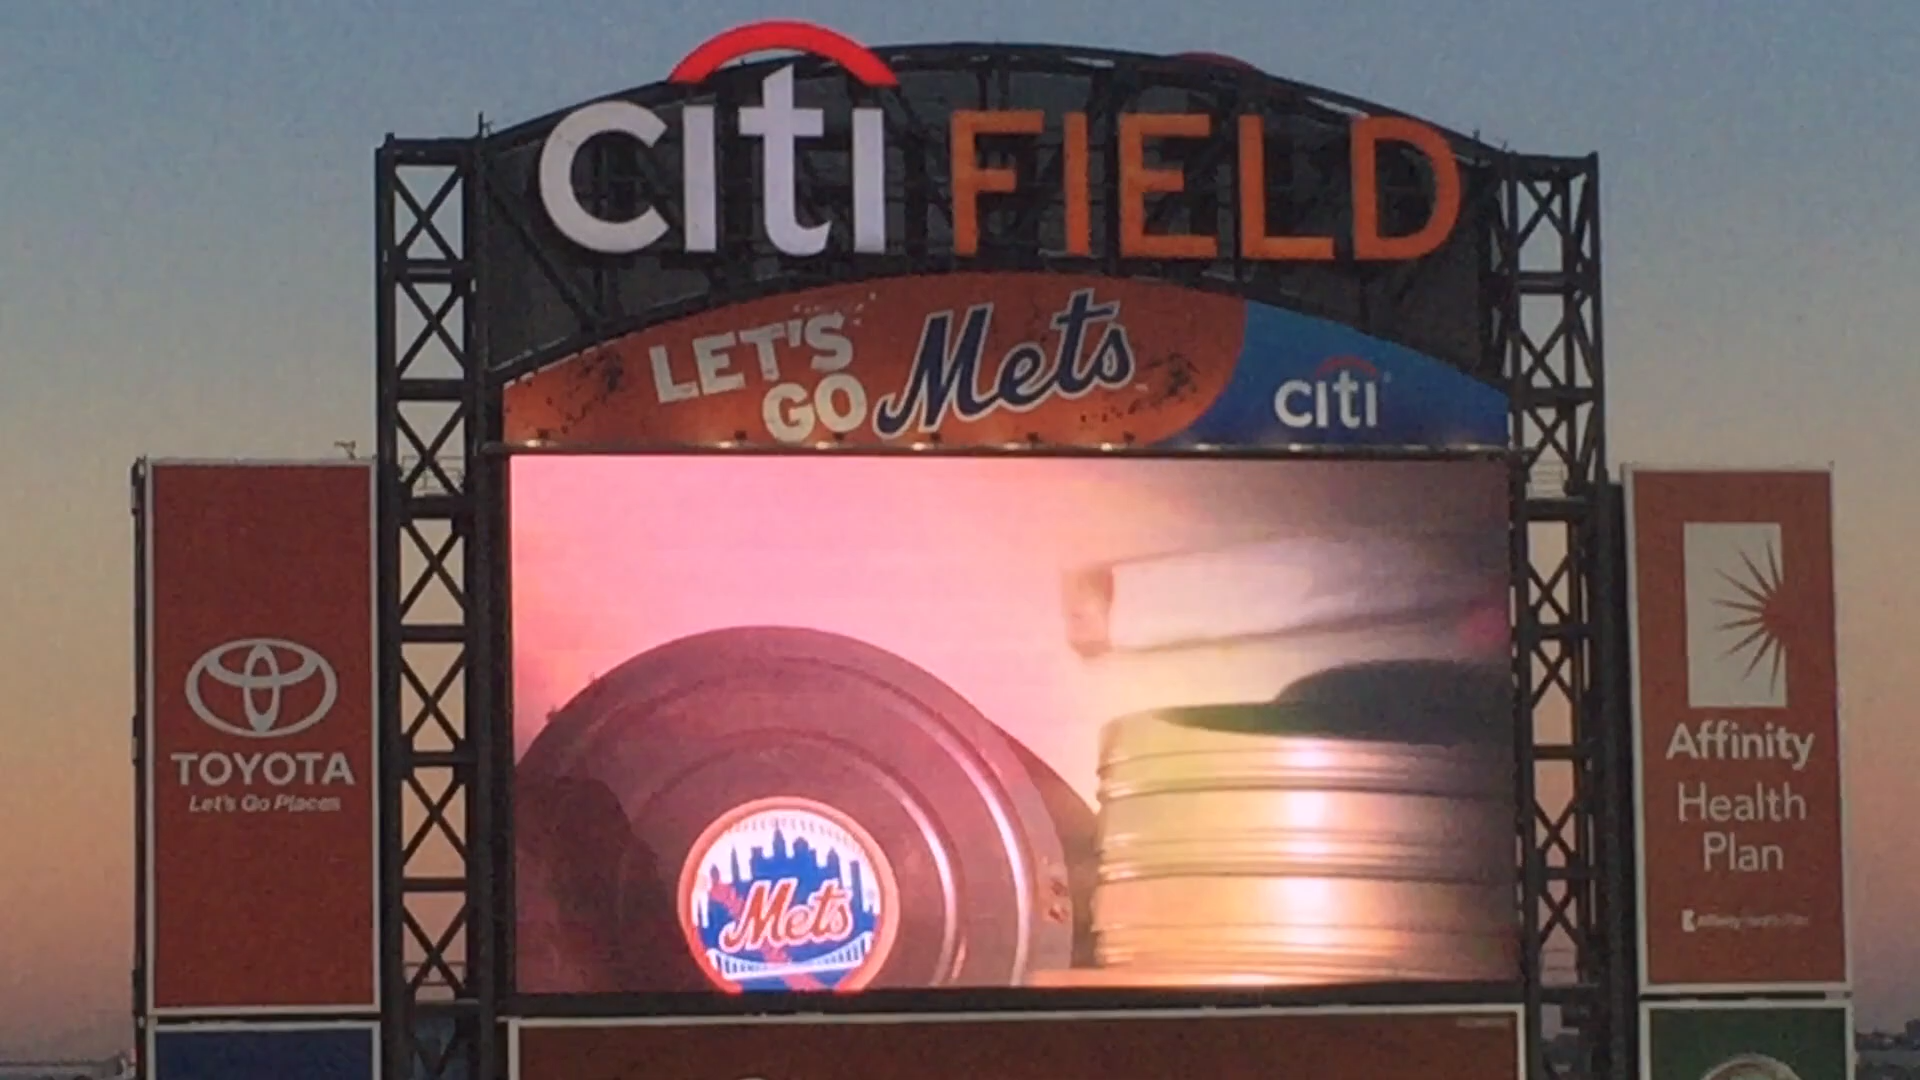 citi FIELD
LET'S
GO Mets
citi
TOYOTA
Let's Go Places
Mets
Affinity
Health
Plan